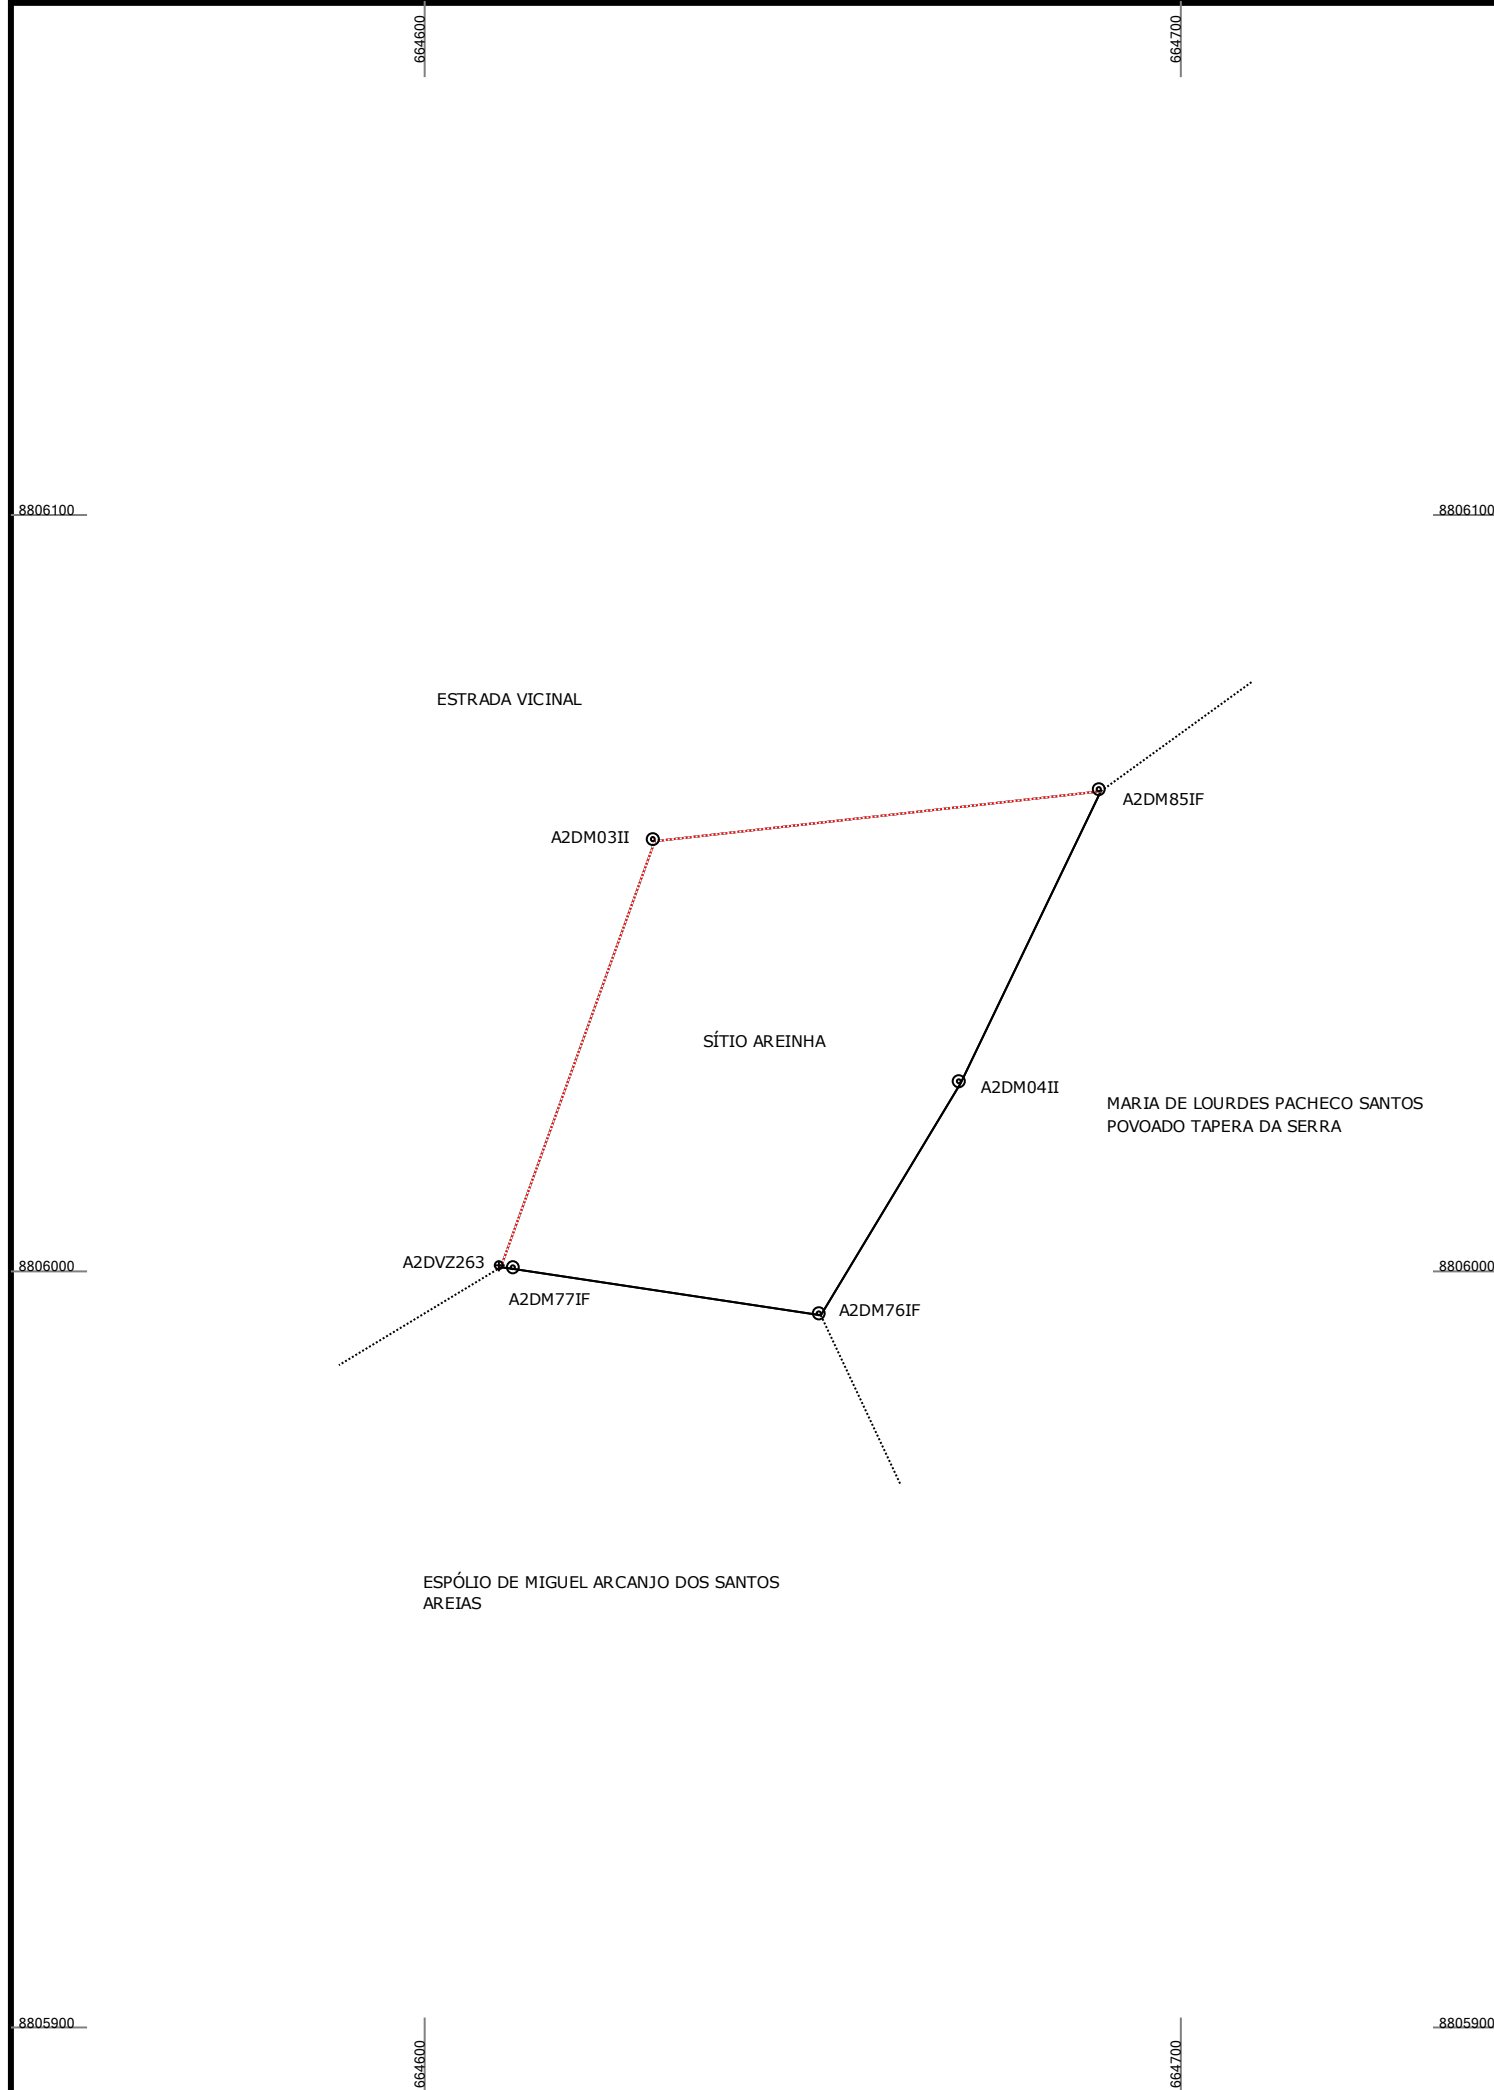 664600
664700
8806100
8806100
ESTRADA VICINAL
A2DM85IF
A2DM03II
SÍTIO AREINHA
A2DM04II
MARIA DE LOURDES PACHECO SANTOS
POVOADO TAPERA DA SERRA
A2DVZ263
8806000
8806000
A2DM77IF
A2DM76IF
ESPÓLIO DE MIGUEL ARCANJO DOS SANTOS
AREIAS
8805900
8805900
664600
664700